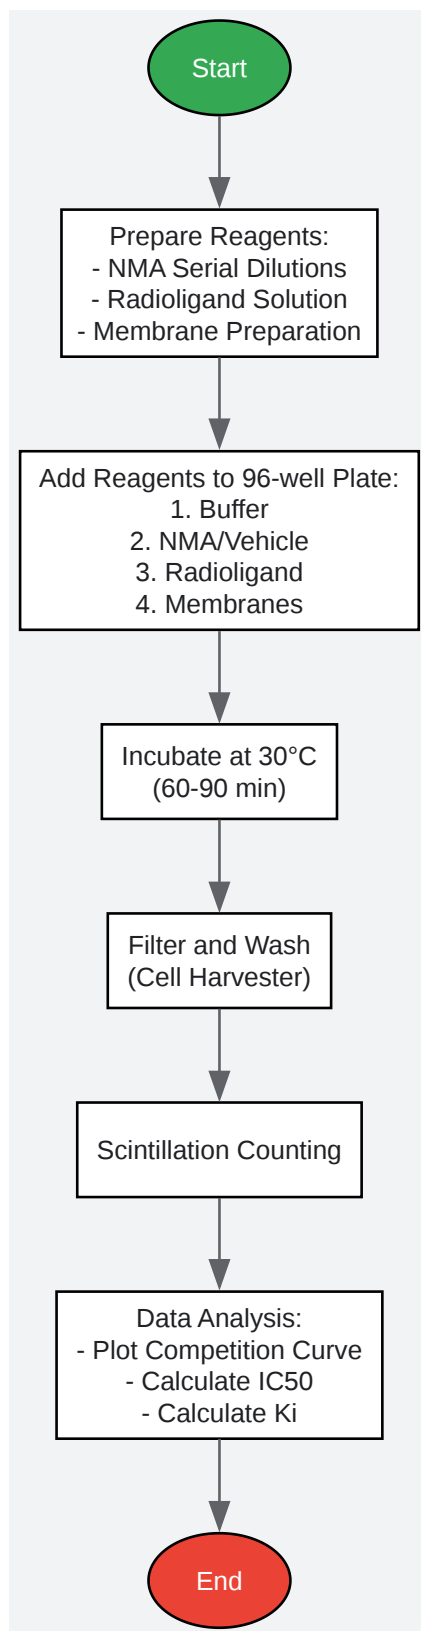 Start
Prepare Reagents:
- NMA Serial Dilutions
- Radioligand Solution
- Membrane Preparation
Add Reagents to 96-well Plate:
1. Buffer
2. NMA/Vehicle
3. Radioligand
4. Membranes
Incubate at 30°C
(60-90 min)
Filter and Wash
(Cell Harvester)
Scintillation Counting
Data Analysis:
- Plot Competition Curve
- Calculate IC50
- Calculate Ki
End